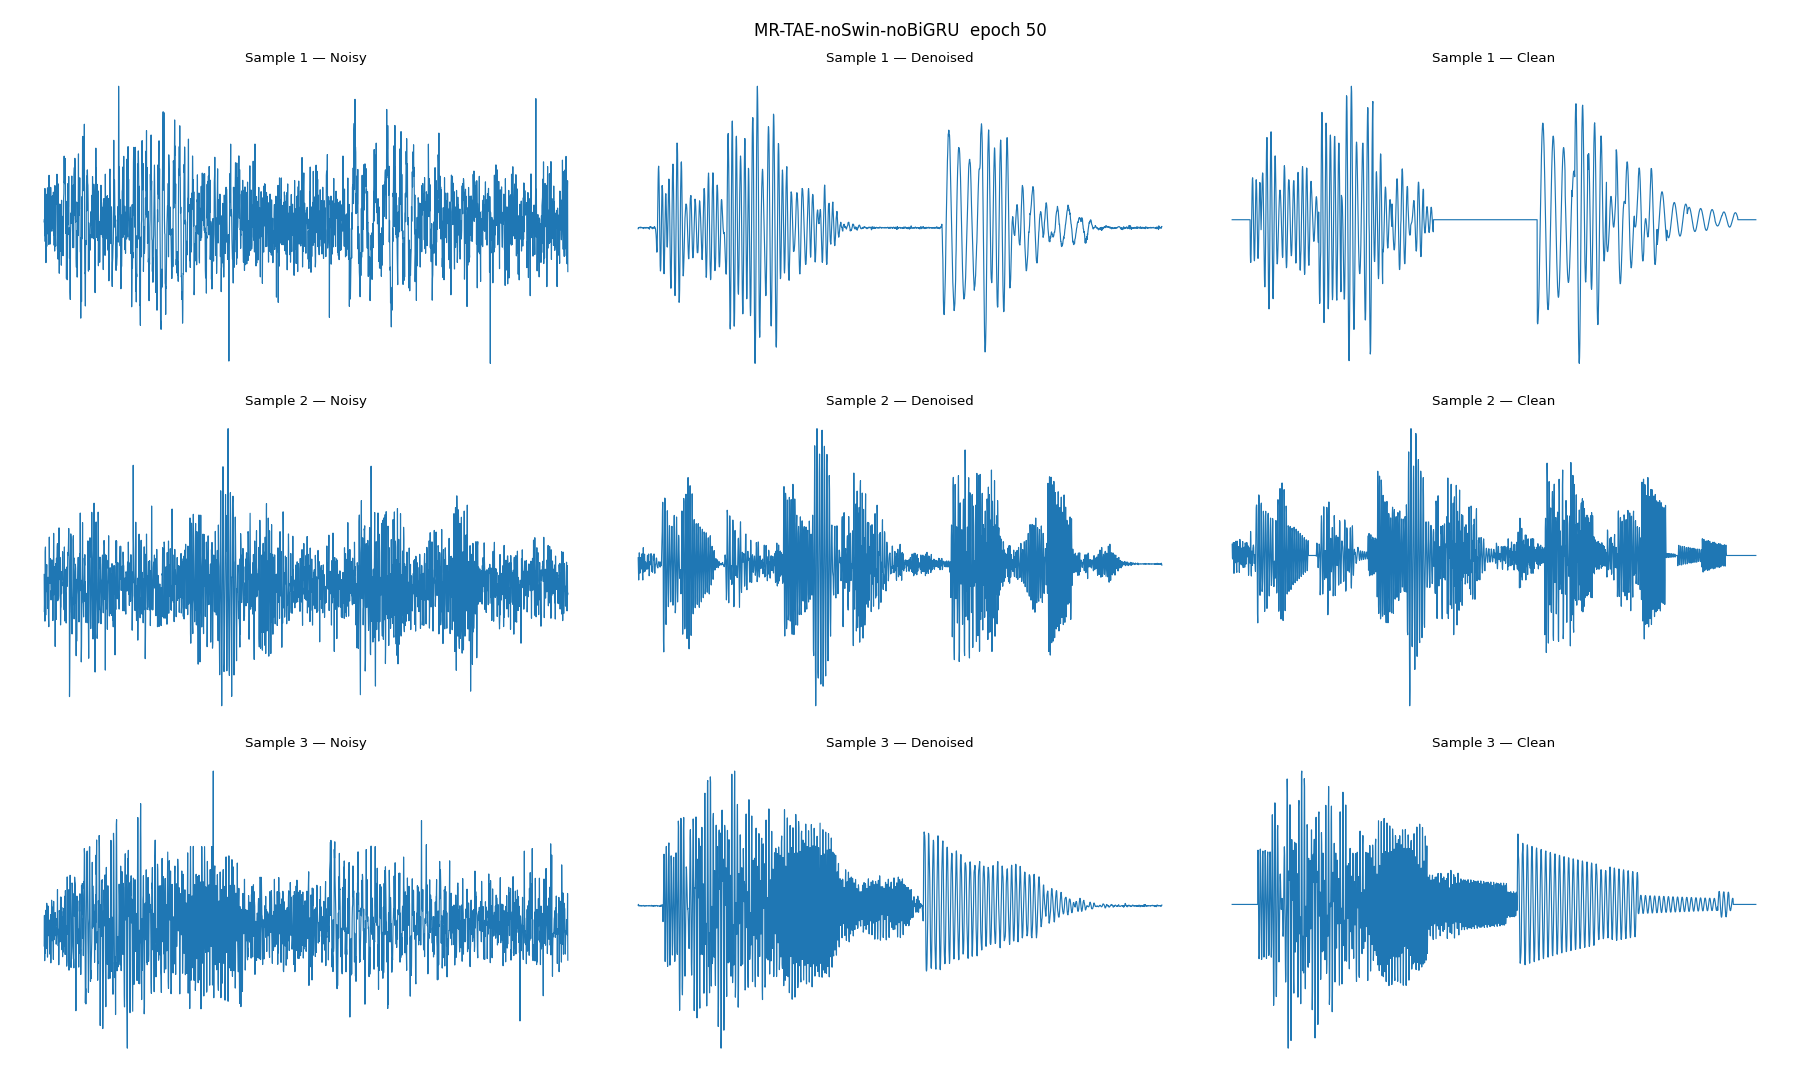 MR-TAE-noSwin-noBiGRU  epoch 50
Sample 1 — Noisy
Sample 1 — Denoised
Sample 1 — Clean
Sample 2 — Noisy
Sample 2 — Denoised
Sample 2 — Clean
Sample 3 — Noisy
Sample 3 — Denoised
Sample 3 — Clean